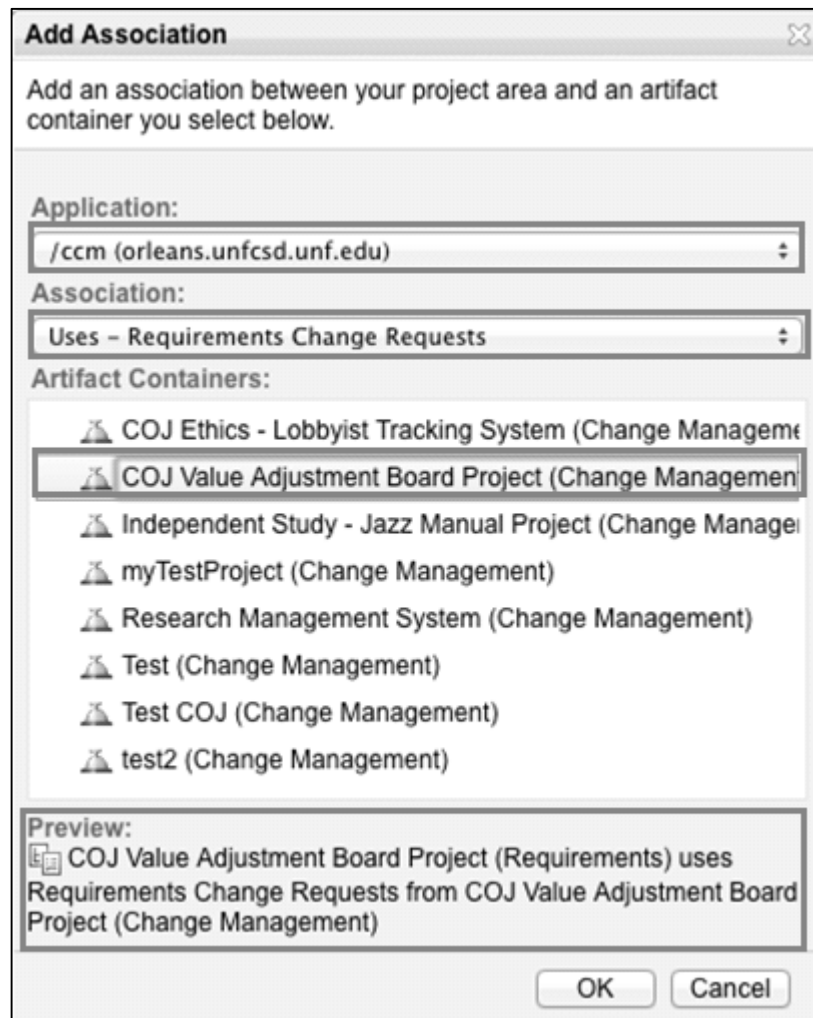 Add Association
Add an association between your project area and an artifact
container you select below.
Application:
/ccm (orleans.unfcsd.unf.edu)
Association:
Uses – Requirements Change Requests
Artifact Containers:
COJ Ethics - Lobbyist Tracking System (Change Manageme
COJ Value Adjustment Board Project (Change Managemen
Independent Study - Jazz Manual Project (Change Manage
myTestProject (Change Management)
Research Management System (Change Management)
Test (Change Management)
Test COJ (Change Management)
test2 (Change Management)
Preview:
COJ Value Adjustment Board Project (Requirements) uses
Requirements Change Requests from COJ Value Adjustment Board
Project (Change Management)
OK Cancel